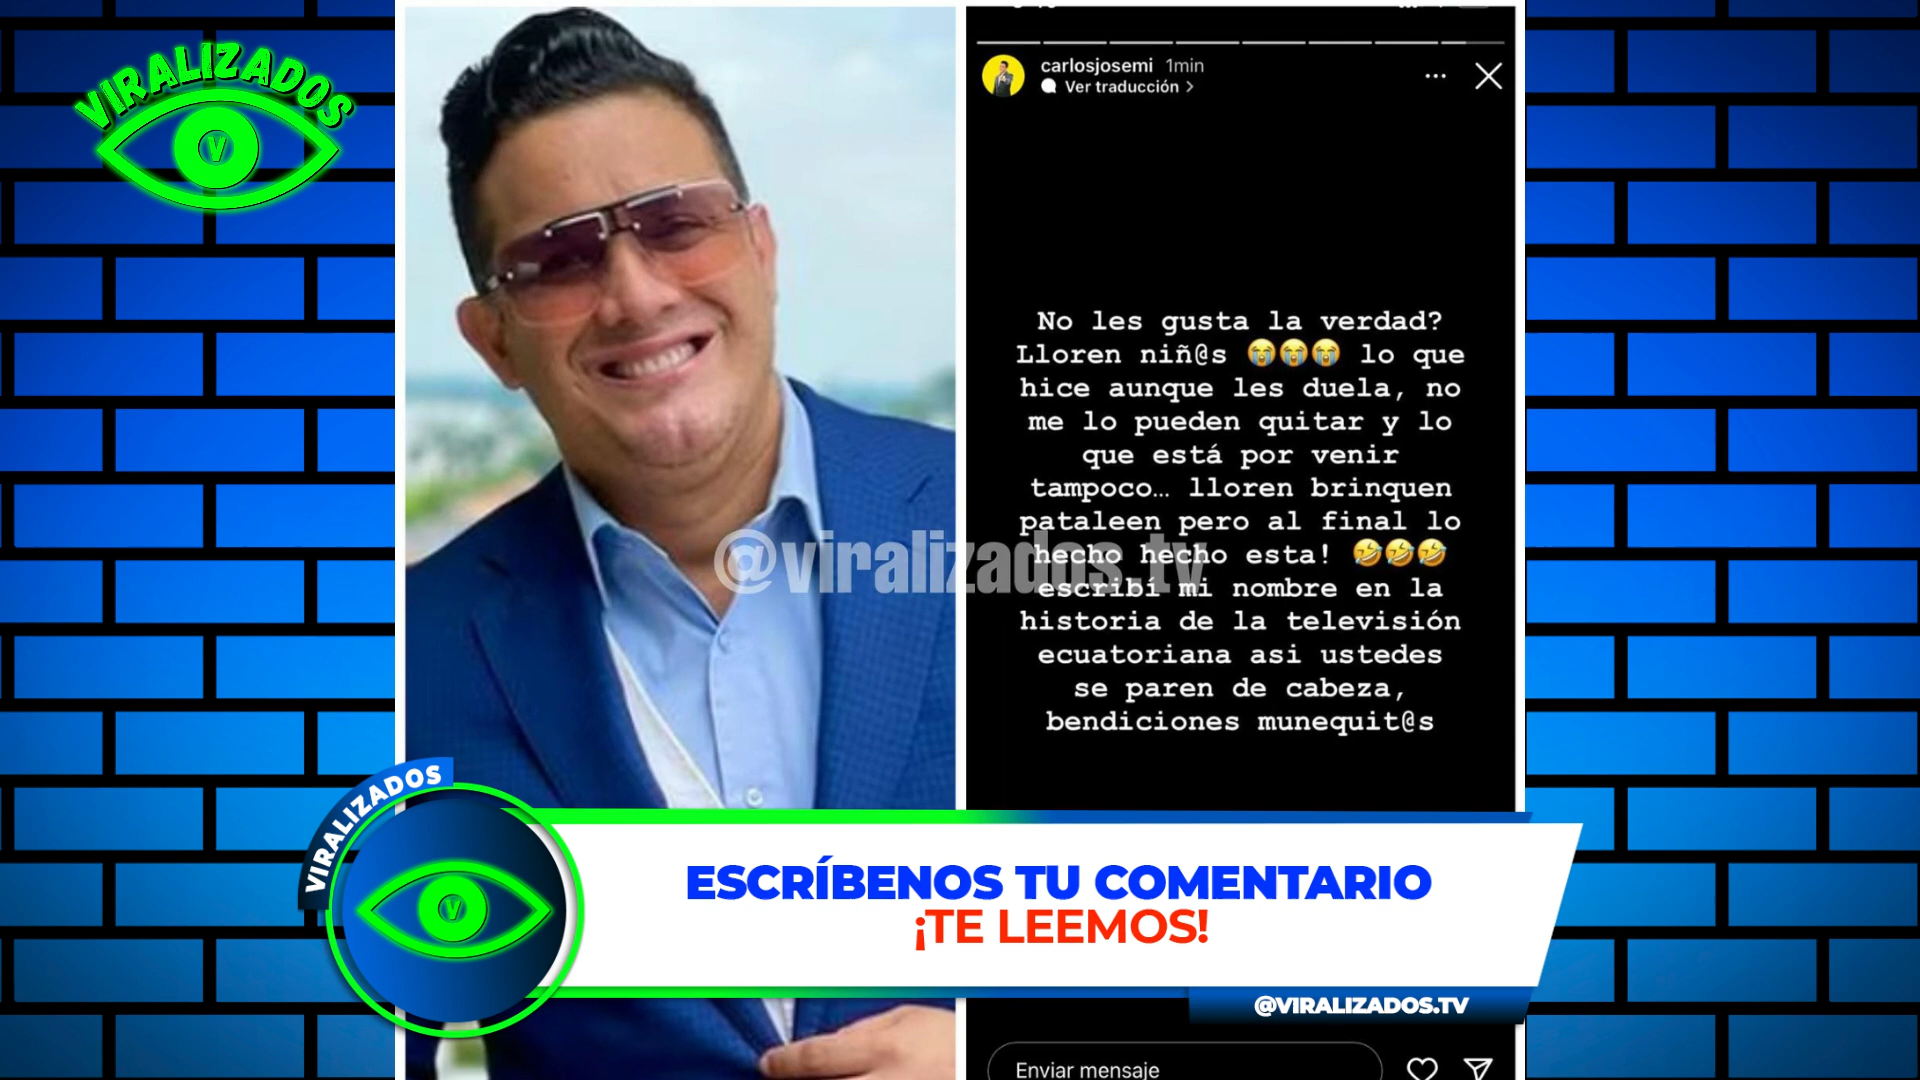 VIRALIZADOS
V
carlosjosemi 1min
Ver traducción >
No les gusta la verdad?
Lloren niñ@s 😭😭😭 lo que
hice aunque les duela, no
me lo pueden quitar y lo
que está por venir
tampoco… lloren brinquen
pataleen pero al final lo
hecho hecho esta! 🤣🤣🤣
escribí mi nombre en la
historia de la televisión
ecuatoriana asi ustedes
se paren de cabeza,
bendiciones munequit@s
@viralizados.tv
VIRALIZADOS
V
ESCRÍBENOS TU COMENTARIO
¡TE LEEMOS!
@VIRALIZADOS.TV
Enviar mensaje